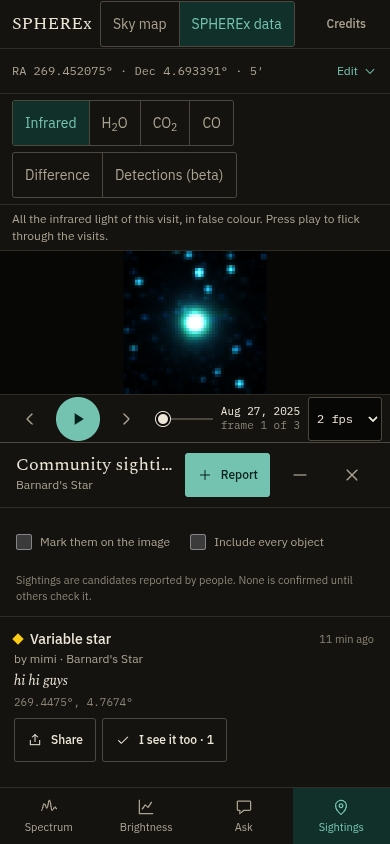 SPHEREx Sky map SPHEREx data Credits
RA 269.452075° · Dec 4.693391° · 5′ Edit
Infrared H₂O CO₂ CO
Difference Detections (beta)
All the infrared light of this visit, in false colour. Press play to flick
through the visits.
Aug 27, 2025
frame 1 of 3
2 fps
Community sighti…
Barnard's Star
Report
Mark them on the image Include every object
Sightings are candidates reported by people. None is confirmed until
others check it.
Variable star 11 min ago
by mimi · Barnard's Star
hi hi guys
269.4475°, 4.7674°
Share I see it too · 1
Spectrum Brightness Ask Sightings